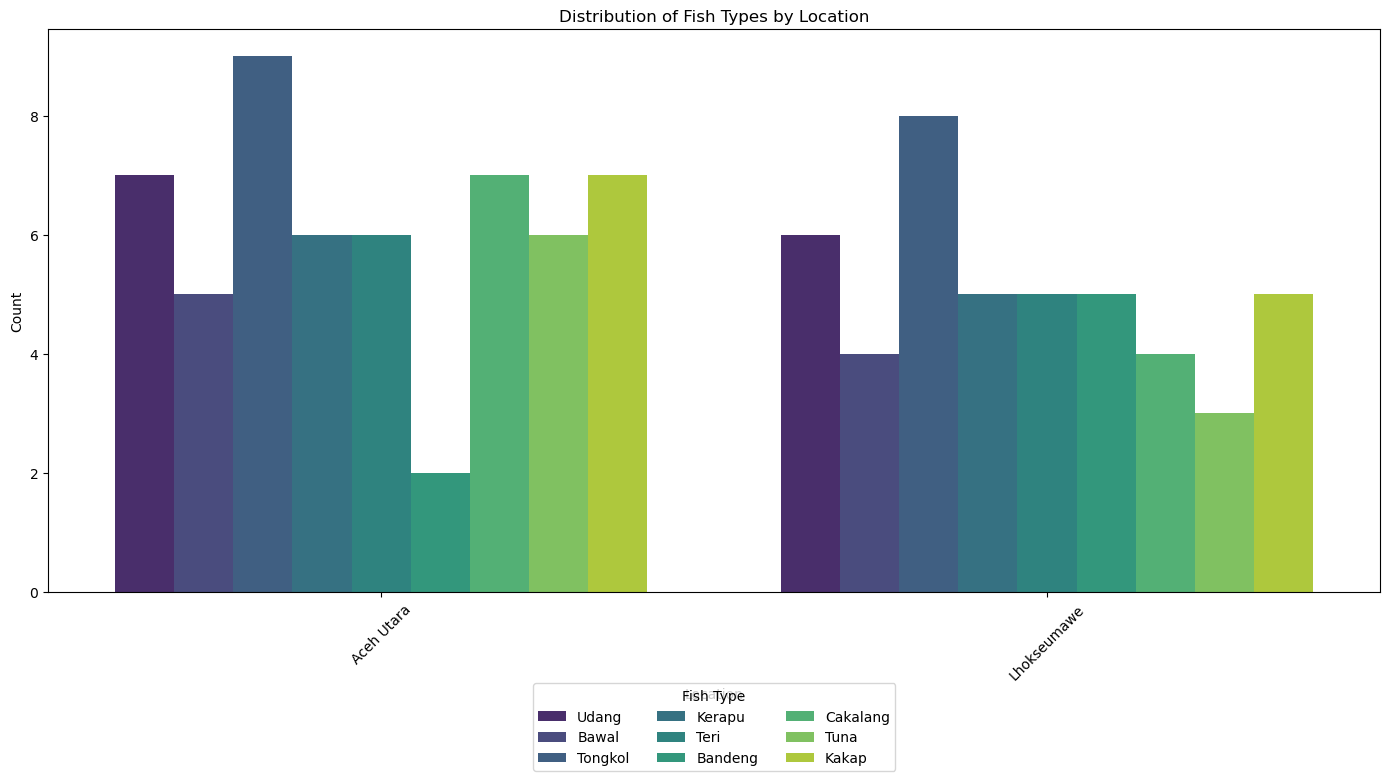 Distribution of Fish Types by Location
Count
8
6
4
2
0
Aceh Utara
Lhokseumawe
Fish Type
Udang Kerapu Cakalang
Bawal Teri Tuna
Tongkol Bandeng Kakap